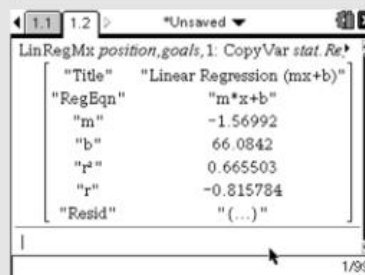 1.1 1.2 *Unsaved
LinRegMx position,goals,1: CopyVar stat.Re
"Title" "Linear Regression (mx+b)"
"RegEqn" "m*x+b"
"m" -1.56992
"b" 66.0842
"r²" 0.665503
"r" -0.815784
"Resid" "(...)"
1/99